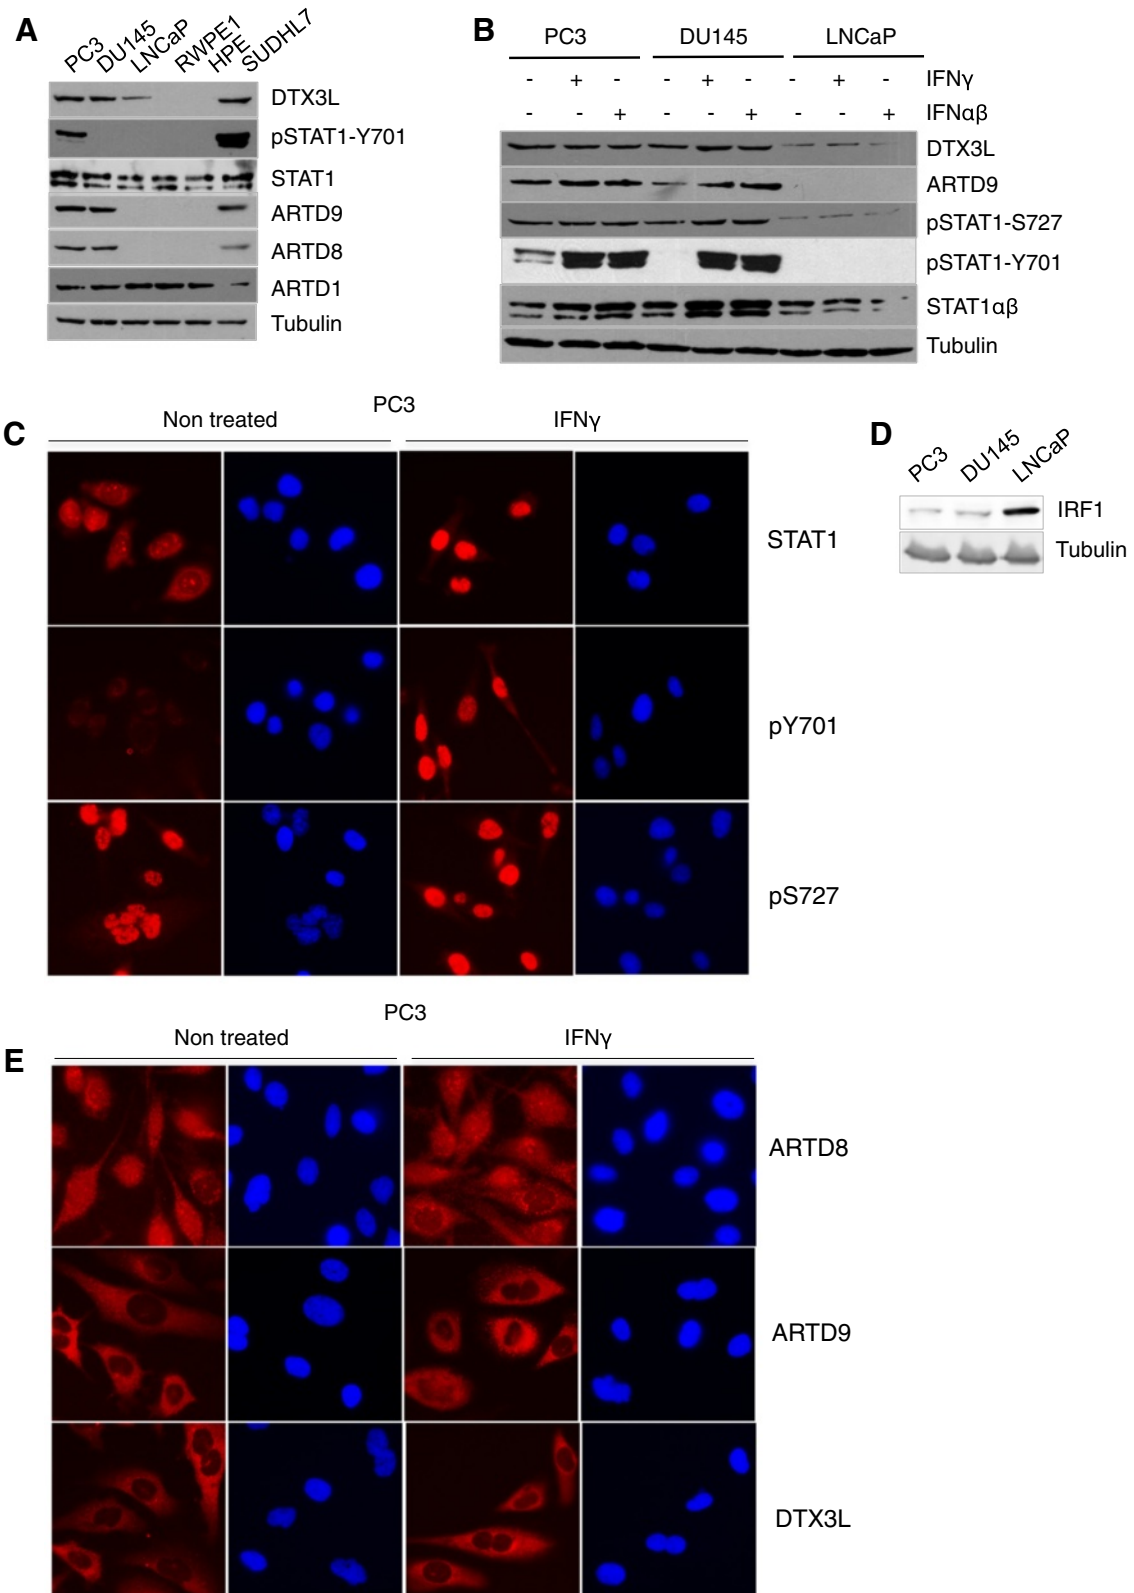 A
PC3
DU145
LNCaP
RWPE1
HPE
SUDHL7
DTX3L
pSTAT1-Y701
STAT1
ARTD9
ARTD8
ARTD1
Tubulin
B
PC3 DU145 LNCaP
- + - - + - - + - IFNγ
- - + - - + - - + IFNαβ
DTX3L
ARTD9
pSTAT1-S727
pSTAT1-Y701
STAT1αβ
Tubulin
C
PC3
Non treated IFNγ
STAT1
pY701
pS727
D
PC3
DU145
LNCaP
IRF1
Tubulin
E
PC3
Non treated IFNγ
ARTD8
ARTD9
DTX3L